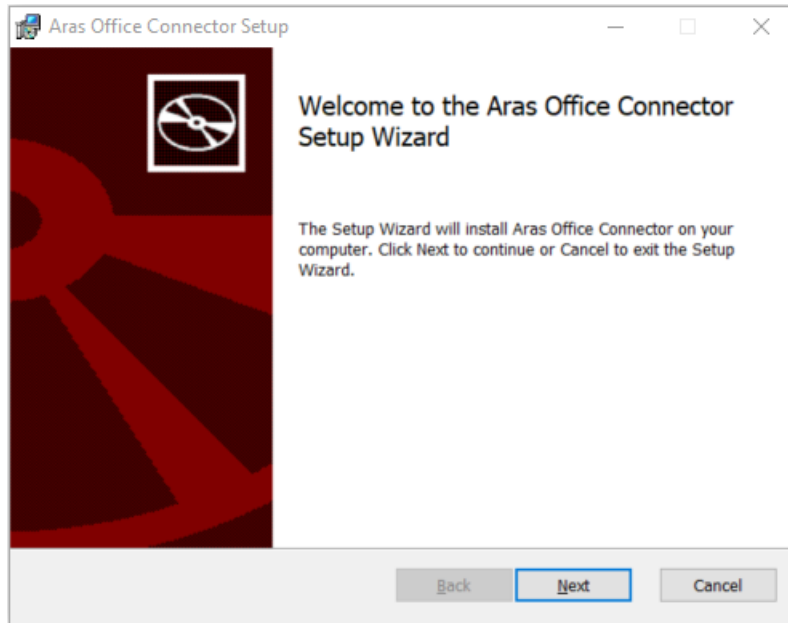 Aras Office Connector Setup
Welcome to the Aras Office Connector
Setup Wizard
The Setup Wizard will install Aras Office Connector on your
computer. Click Next to continue or Cancel to exit the Setup
Wizard.
Back Next Cancel